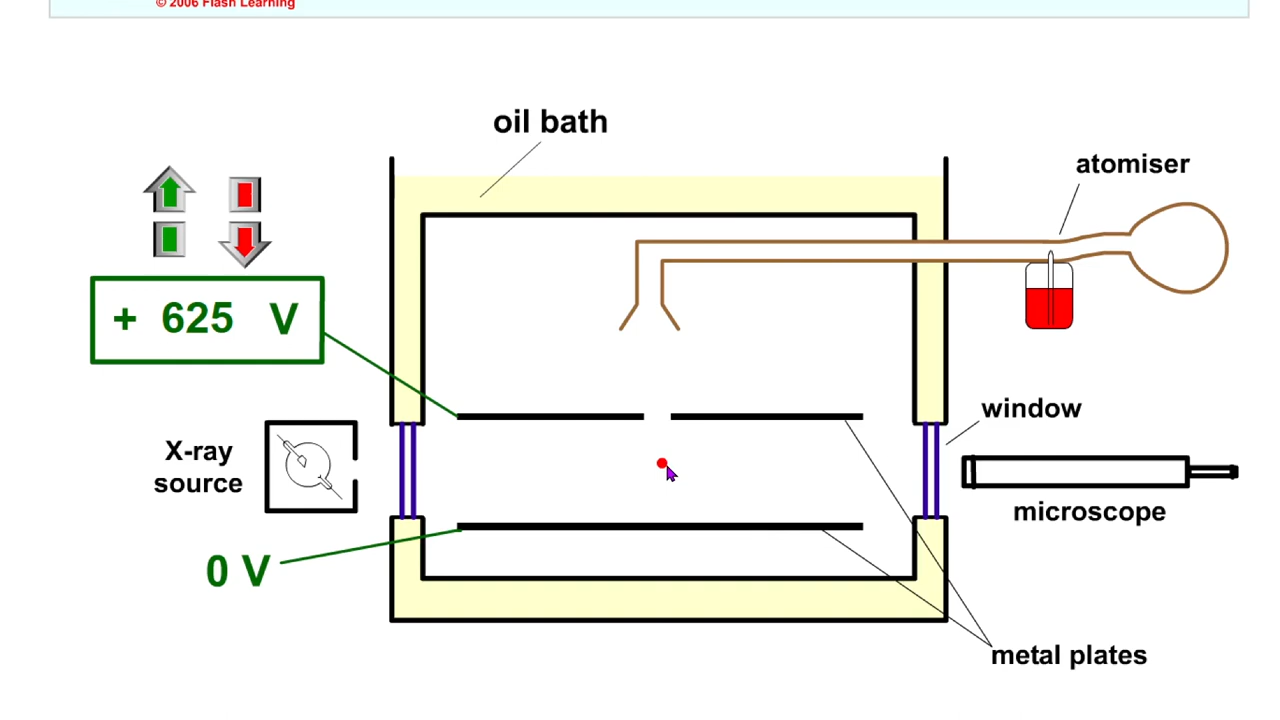 © 2006 Flash Learning
oil bath
atomiser
+ 625 V
window
X-ray
source
microscope
0 V
metal plates